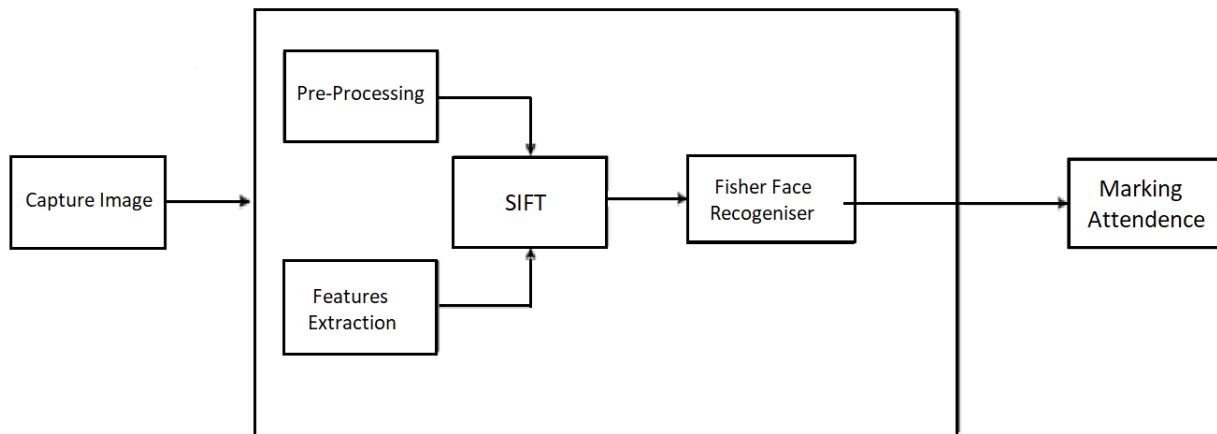 Capture Image
Pre-Processing
Features
Extraction
SIFT
Fisher Face
Recogeniser
Marking
Attendence